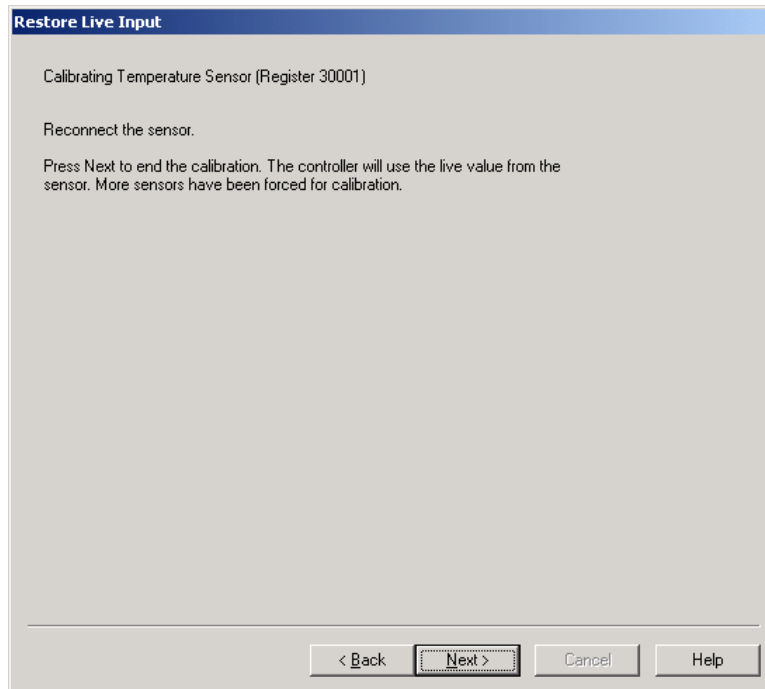 Restore Live Input
Calibrating Temperature Sensor (Register 30001)
Reconnect the sensor.
Press Next to end the calibration. The controller will use the live value from the
sensor. More sensors have been forced for calibration.
< Back Next > Cancel Help